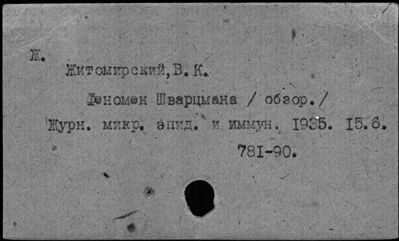 Ж.
Житомирский, В. К.
Феномен Шварцмана / обзор./
Журн. микр. эпид. и иммун. 1935. 15.6.
781-90.